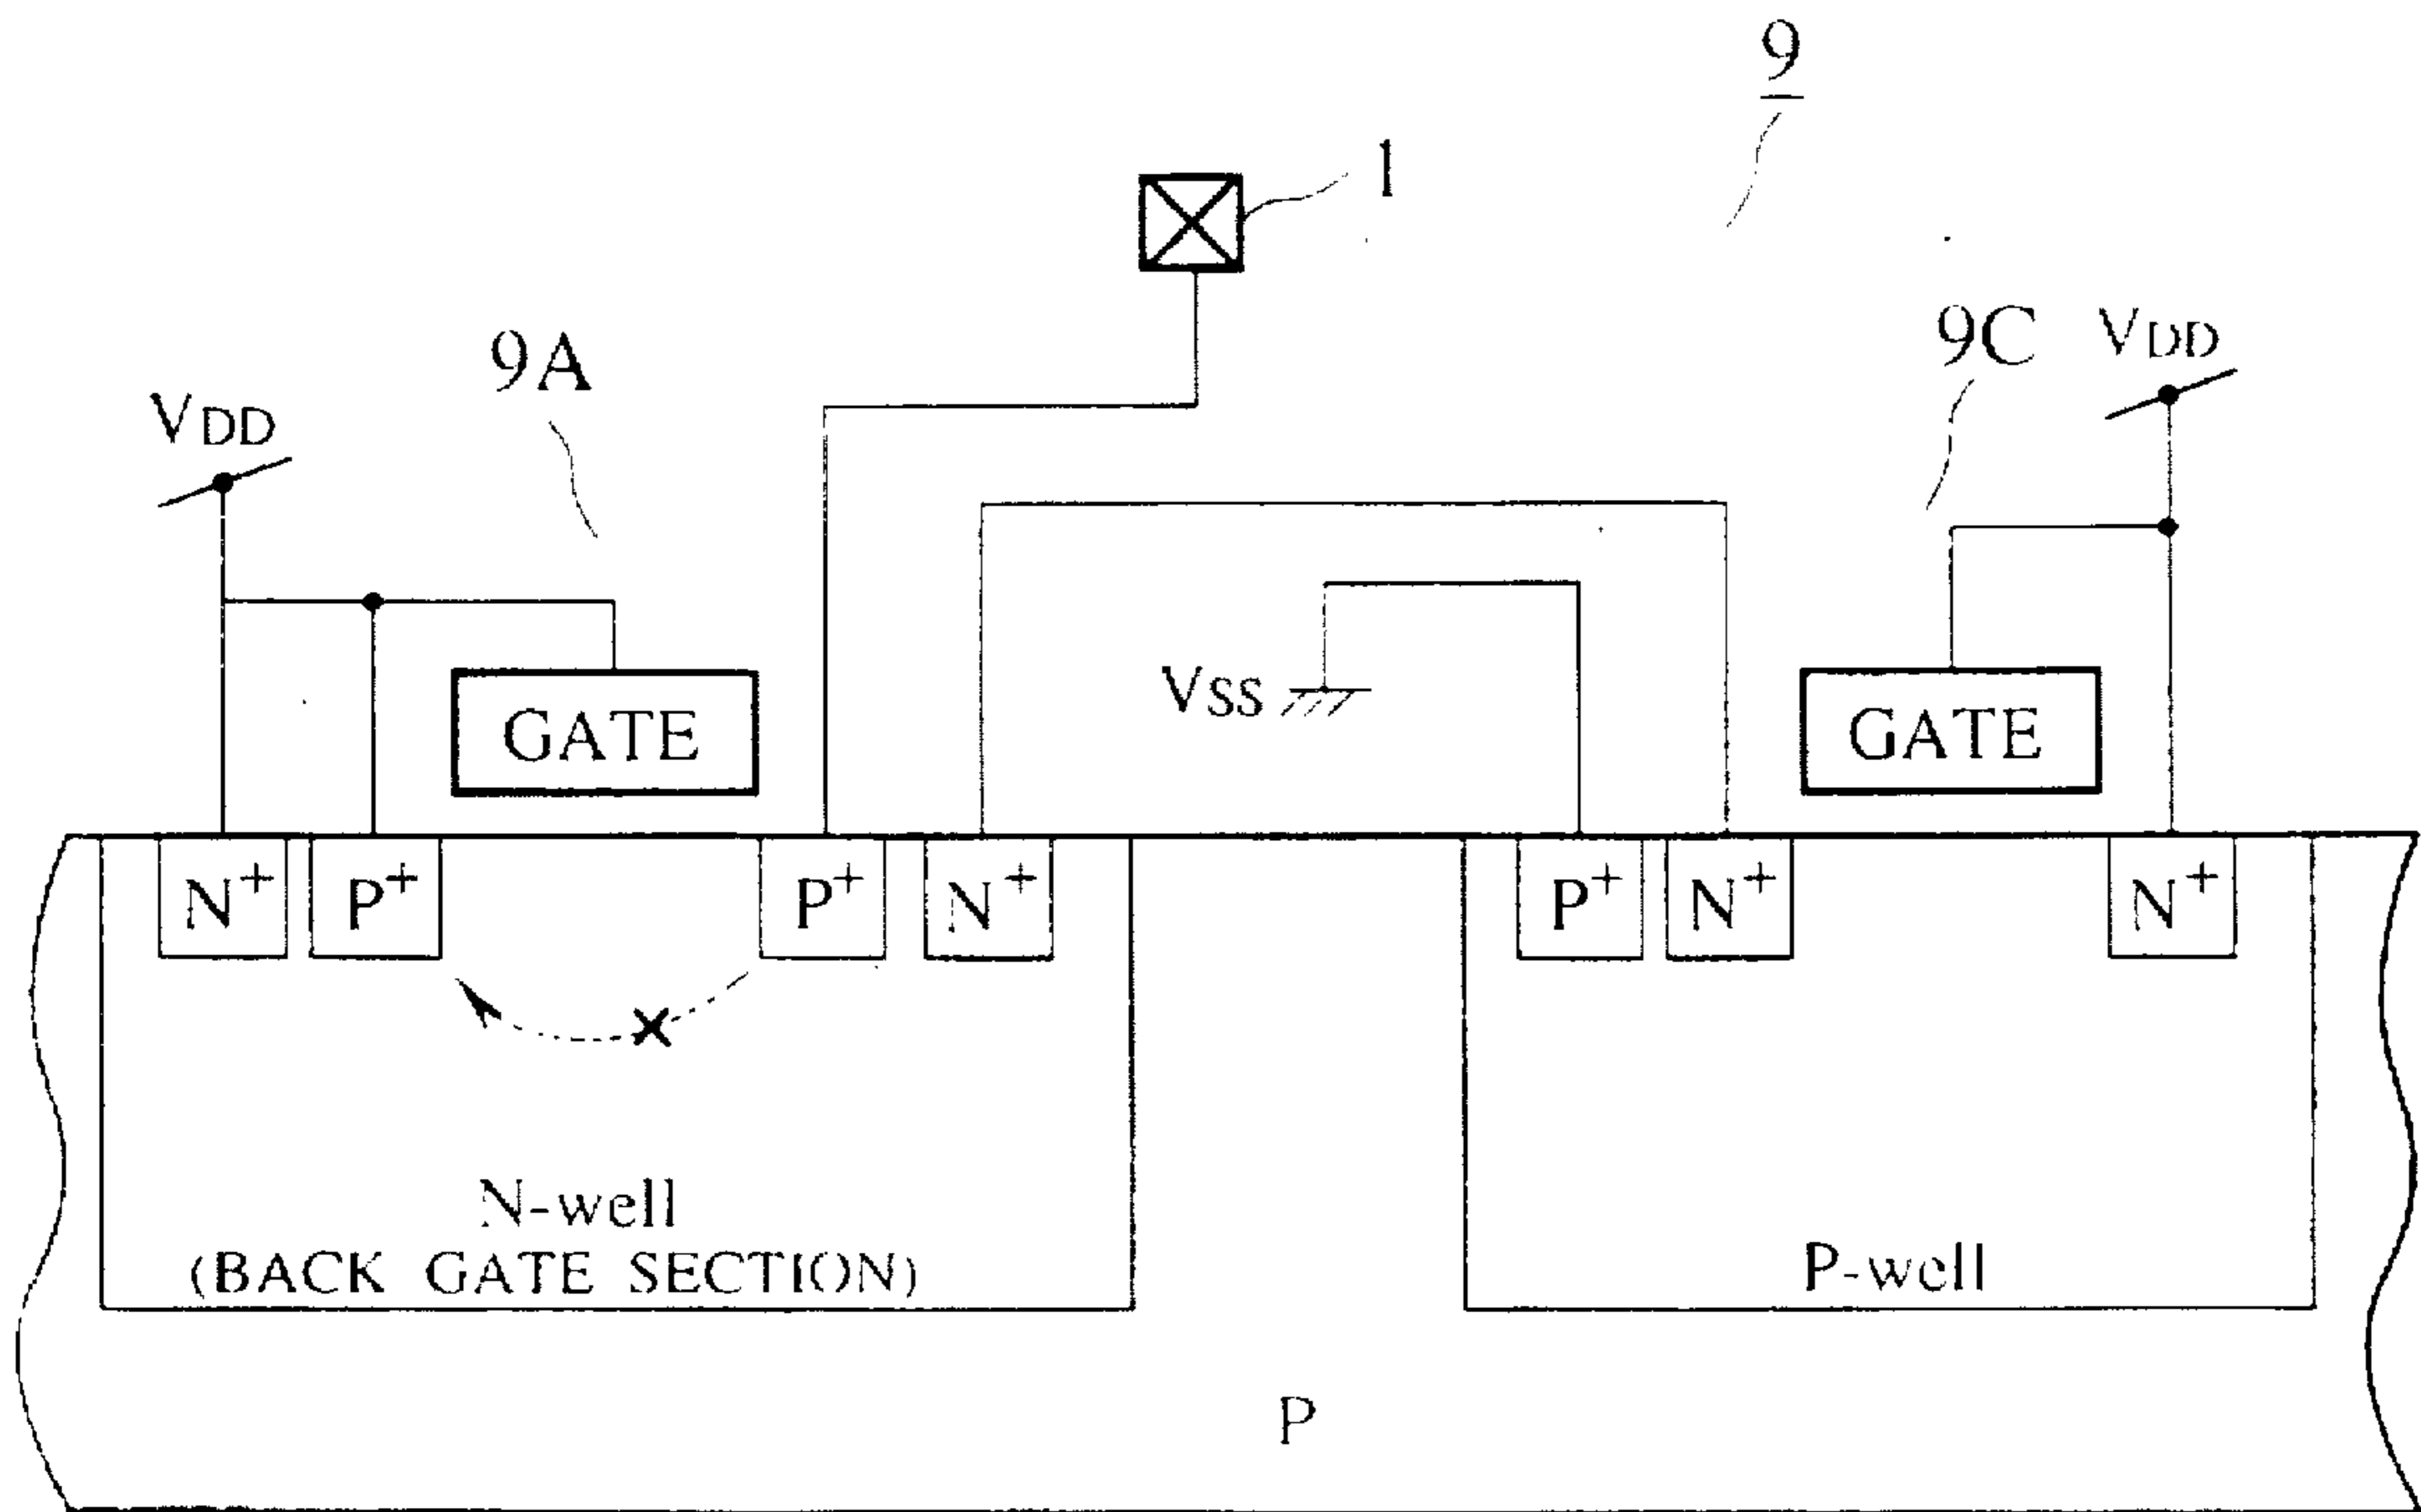 9
1
9A
9C VDD
VDD
VSS
GATE
GATE
N+ P+ P+ N+ P+ N+ N+
N-well
(BACK GATE SECTION)
P-well
P